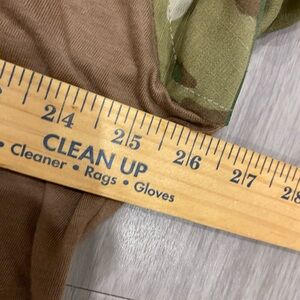 24 25 26 27 28
CLEAN UP
• Cleaner • Rags • Gloves